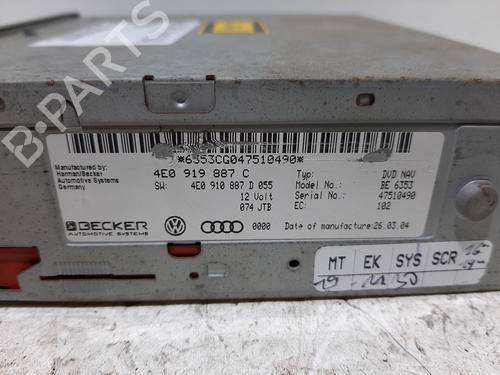 *6353CG047510490*
Manufactured by:
Harman/Becker
Automotive Systems
Germany
4E0 919 887 C
SW: 4E0 910 887 D 055
12 Volt
074 JTB
Typ: DVD NAV
Model No.: BE 6353
Serial No.: 47510490
EC: 102
BECKER
AUTOMOTIVE SYSTEMS
0000 Date of manufacture: 26.03.04
MT EK SYS SCR
B-PARTS